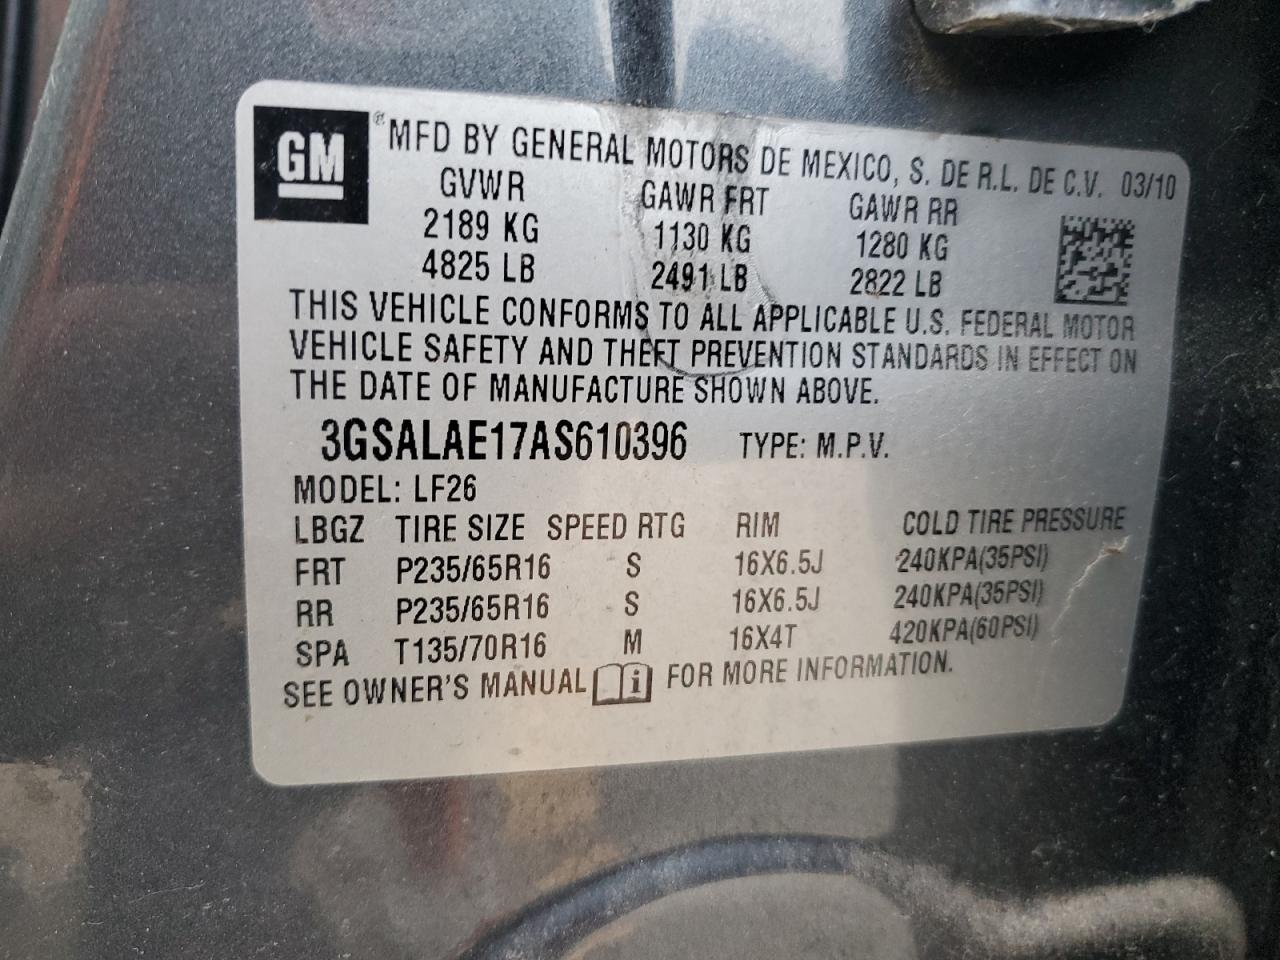 GM ® MFD BY GENERAL MOTORS DE MEXICO, S. DE R.L. DE C.V. 03/10
GVWR GAWR FRT GAWR RR
2189 KG 1130 KG 1280 KG
4825 LB 2491 LB 2822 LB
THIS VEHICLE CONFORMS TO ALL APPLICABLE U.S. FEDERAL MOTOR
VEHICLE SAFETY AND THEFT PREVENTION STANDARDS IN EFFECT ON
THE DATE OF MANUFACTURE SHOWN ABOVE.
3GSALAE17AS610396 TYPE: M.P.V.
MODEL: LF26
LBGZ TIRE SIZE SPEED RTG RIM COLD TIRE PRESSURE
FRT P235/65R16 S 16X6.5J 240KPA(35PSI)
RR P235/65R16 S 16X6.5J 240KPA(35PSI)
SPA T135/70R16 M 16X4T 420KPA(60PSI)
SEE OWNER'S MANUAL i FOR MORE INFORMATION.